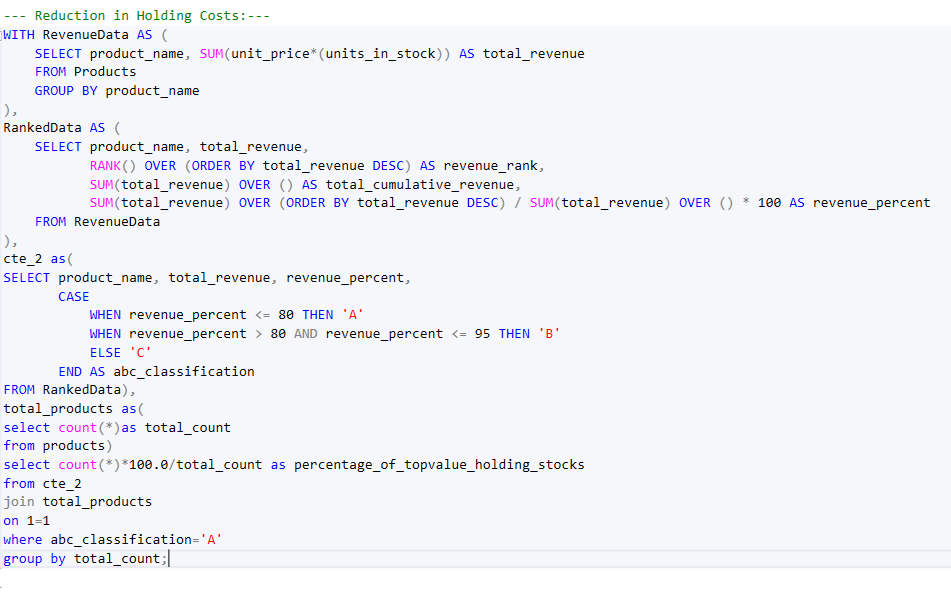 --- Reduction in Holding Costs:---
WITH RevenueData AS (
    SELECT product_name, SUM(unit_price*(units_in_stock)) AS total_revenue
    FROM Products
    GROUP BY product_name
),
RankedData AS (
    SELECT product_name, total_revenue,
           RANK() OVER (ORDER BY total_revenue DESC) AS revenue_rank,
           SUM(total_revenue) OVER () AS total_cumulative_revenue,
           SUM(total_revenue) OVER (ORDER BY total_revenue DESC) / SUM(total_revenue) OVER () * 100 AS revenue_percent
    FROM RevenueData
),
cte_2 as(
SELECT product_name, total_revenue, revenue_percent,
       CASE
           WHEN revenue_percent <= 80 THEN 'A'
           WHEN revenue_percent > 80 AND revenue_percent <= 95 THEN 'B'
           ELSE 'C'
       END AS abc_classification
FROM RankedData),
total_products as(
select count(*)as total_count
from products)
select count(*)*100.0/total_count as percentage_of_topvalue_holding_stocks
from cte_2
join total_products
on 1=1
where abc_classification='A'
group by total_count;